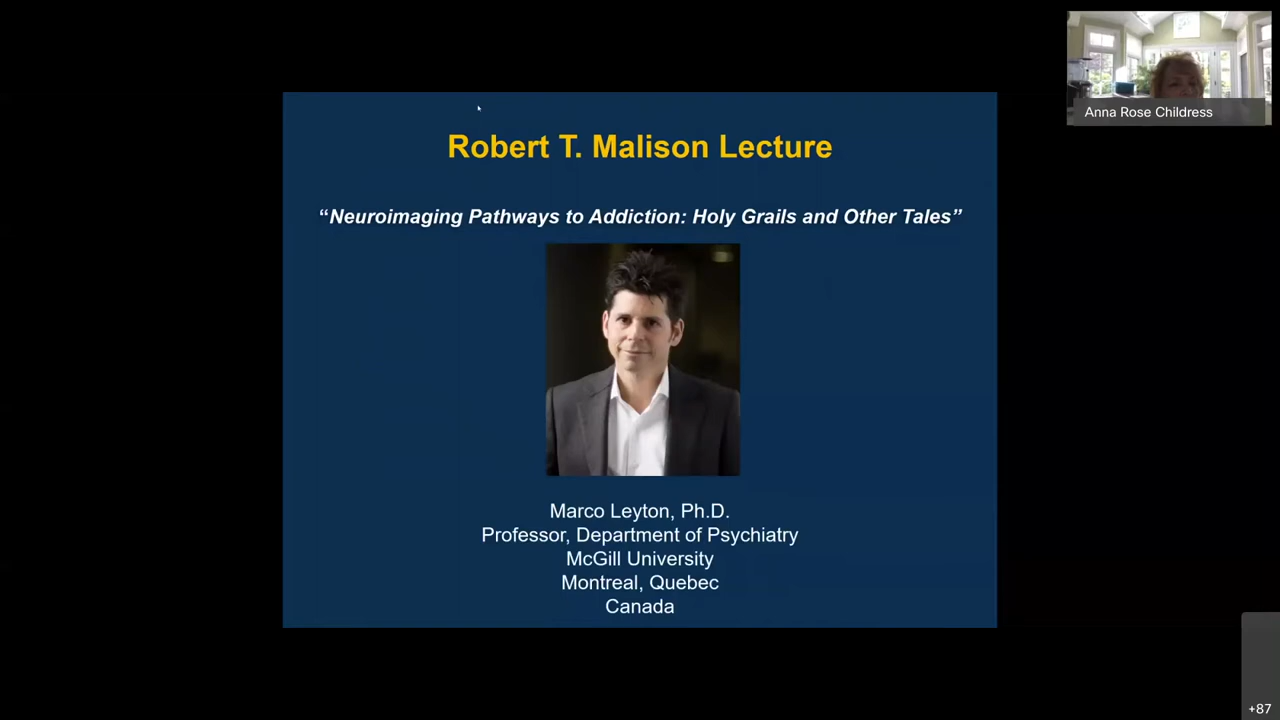 Anna Rose Childress
Robert T. Malison Lecture
“Neuroimaging Pathways to Addiction: Holy Grails and Other Tales”
Marco Leyton, Ph.D.
Professor, Department of Psychiatry
McGill University
Montreal, Quebec
Canada
+87